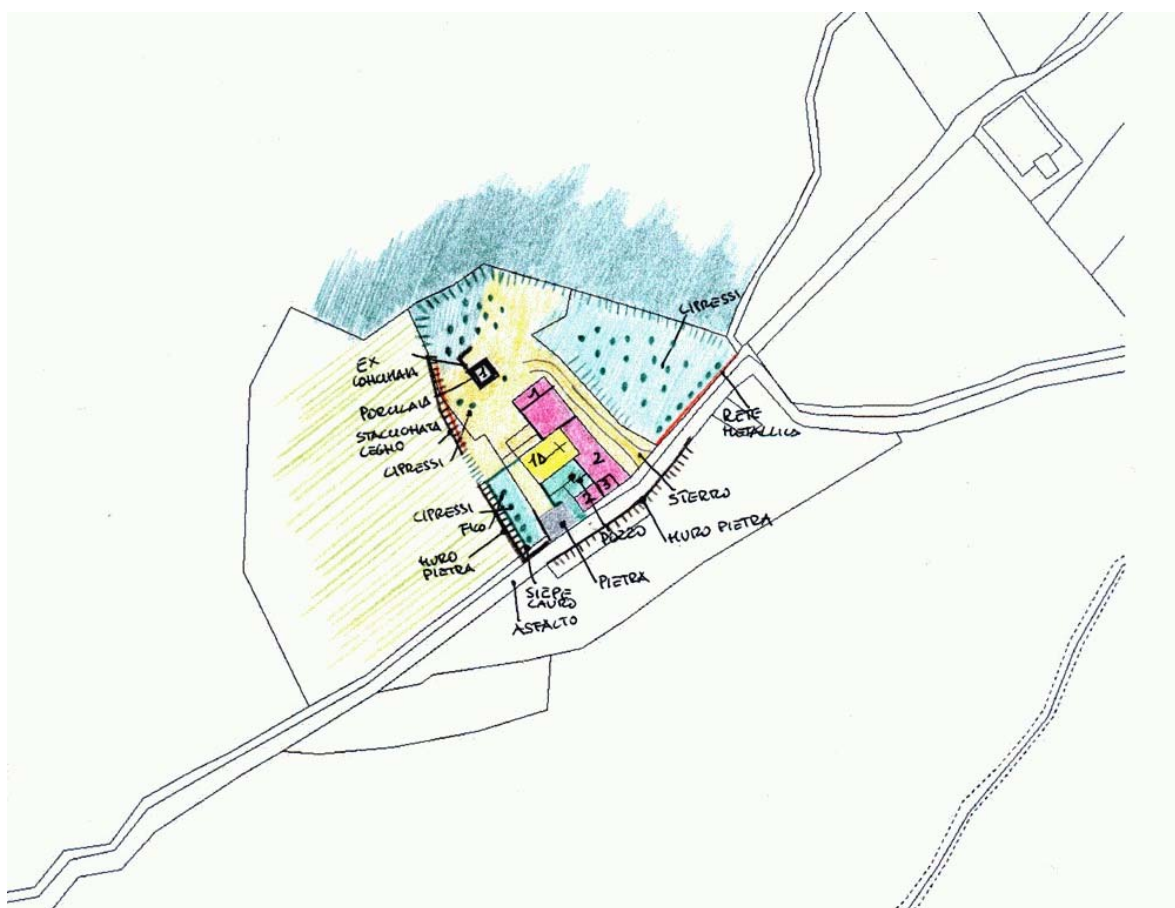 CIPRESSI
EX
CONCIMAIA
PORCILAIA
STACCIONATA
LEGNO
CIPRESSI
RETE
METALLICA
1
1
1D
2
2
3
STERRO
CIPRESSI
FICO
MURO
PIETRA
POZZO
MURO PIETRA
PIETRA
SIEPE
LAURO
ASFALTO